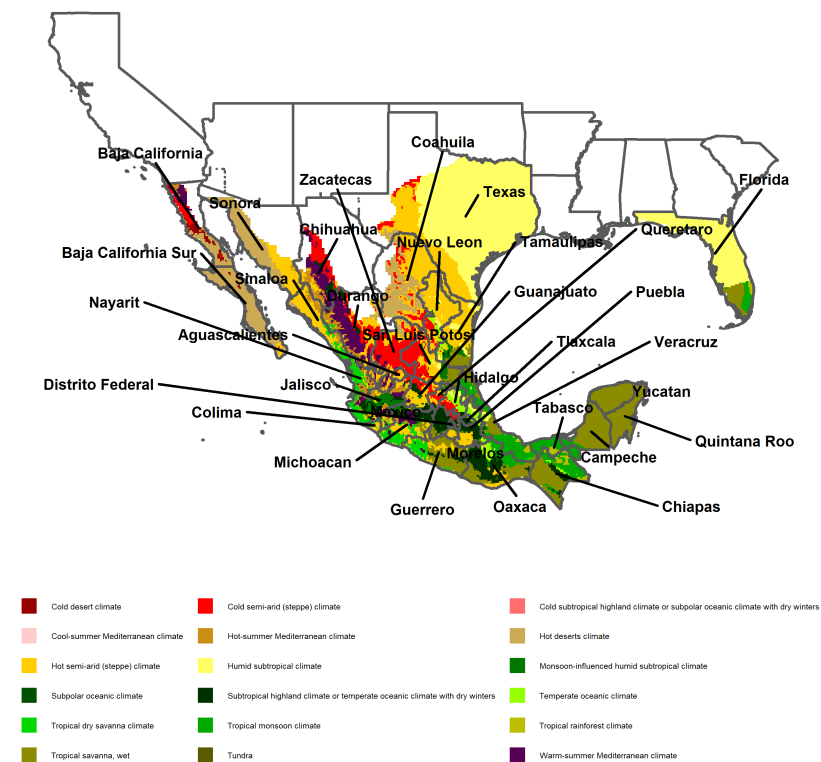 Coahuila
Baja California
Zacatecas
Florida
Texas
Sonora
Chihuahua
Queretaro
Nuevo Leon
Tamaulipas
Baja California Sur
Sinaloa
Durango
Guanajuato
Puebla
Nayarit
Aguascalientes
San Luis Potosi
Tlaxcala
Veracruz
Distrito Federal
Jalisco
Hidalgo
Yucatan
Colima
Mexico
Tabasco
Quintana Roo
Michoacan
Morelos
Campeche
Guerrero
Oaxaca
Chiapas
Cold desert climate
Cold semi-arid (steppe) climate
Cold subtropical highland climate or subpolar oceanic climate with dry winters
Cool-summer Mediterranean climate
Hot-summer Mediterranean climate
Hot deserts climate
Hot semi-arid (steppe) climate
Humid subtropical climate
Monsoon-influenced humid subtropical climate
Subpolar oceanic climate
Subtropical highland climate or temperate oceanic climate with dry winters
Temperate oceanic climate
Tropical dry savanna climate
Tropical monsoon climate
Tropical rainforest climate
Tropical savanna, wet
Tundra
Warm-summer Mediterranean climate